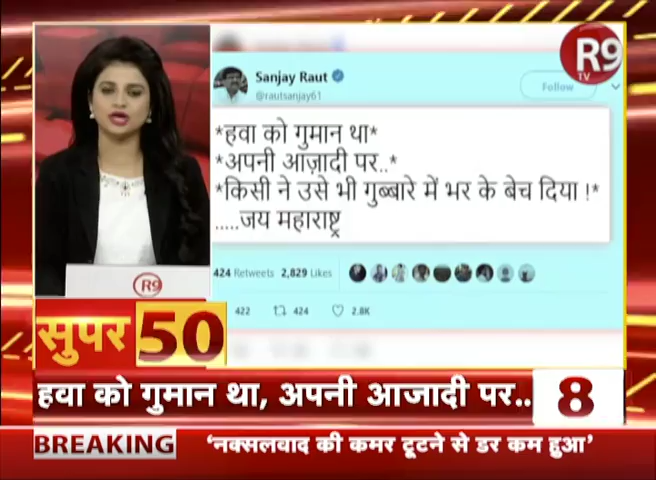 R9
TV
Sanjay Raut
@rautsanjay61
Follow
*हवा को गुमान था*
*अपनी आज़ादी पर..*
*किसी ने उसे भी गुब्बारे में भर के बेच दिया !*
.....जय महाराष्ट्र
424 Retweets 2,829 Likes
422 424 2.8K
R9
सुपर 50
हवा को गुमान था, अपनी आजादी पर.. 8
BREAKING 'नक्सलवाद की कमर टूटने से डर कम हुआ'